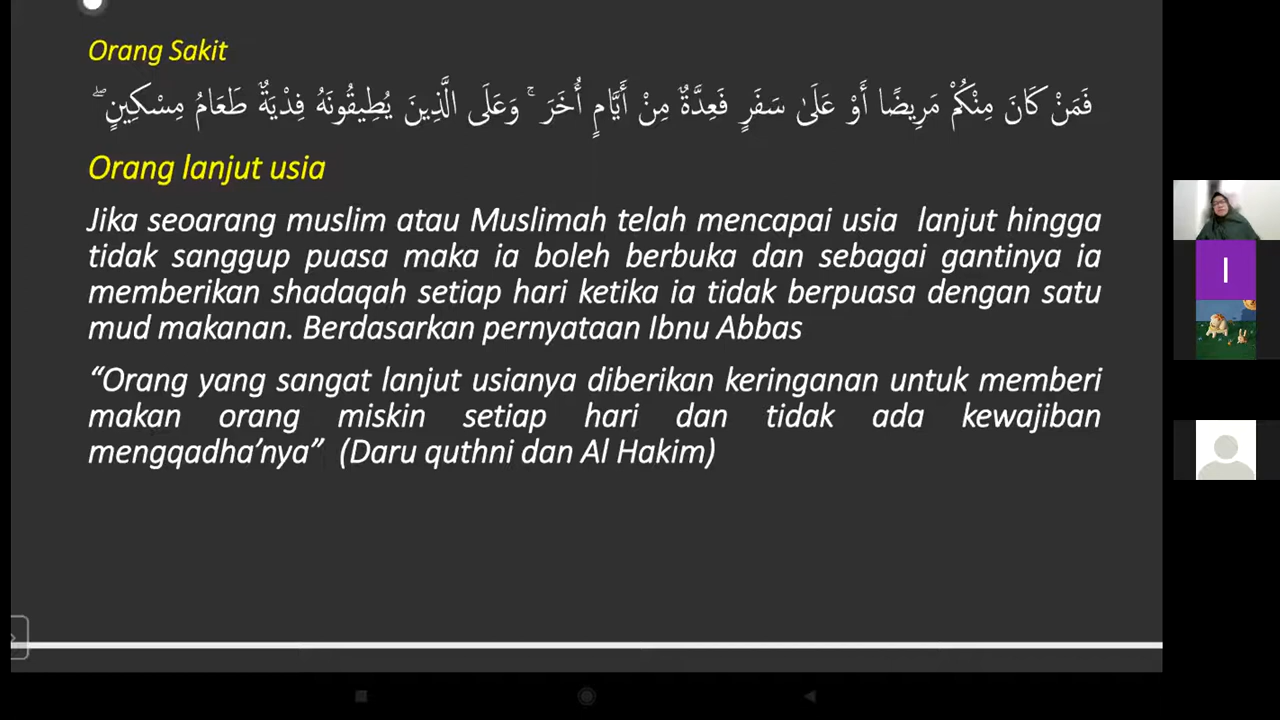 Orang Sakit
فَمَنْ كَانَ مِنْكُمْ مَرِيضًا أَوْ عَلَىٰ سَفَرٍ فَعِدَّةٌ مِنْ أَيَّامٍ أُخَرَ ۚ وَعَلَى الَّذِينَ يُطِيقُونَهُ فِدْيَةٌ طَعَامُ مِسْكِينٍ ۖ
Orang lanjut usia
Jika seoarang muslim atau Muslimah telah mencapai usia lanjut hingga
tidak sanggup puasa maka ia boleh berbuka dan sebagai gantinya ia
memberikan shadaqah setiap hari ketika ia tidak berpuasa dengan satu
mud makanan. Berdasarkan pernyataan Ibnu Abbas
“Orang yang sangat lanjut usianya diberikan keringanan untuk memberi
makan orang miskin setiap hari dan tidak ada kewajiban
mengqadha’nya” (Daru quthni dan Al Hakim)
I